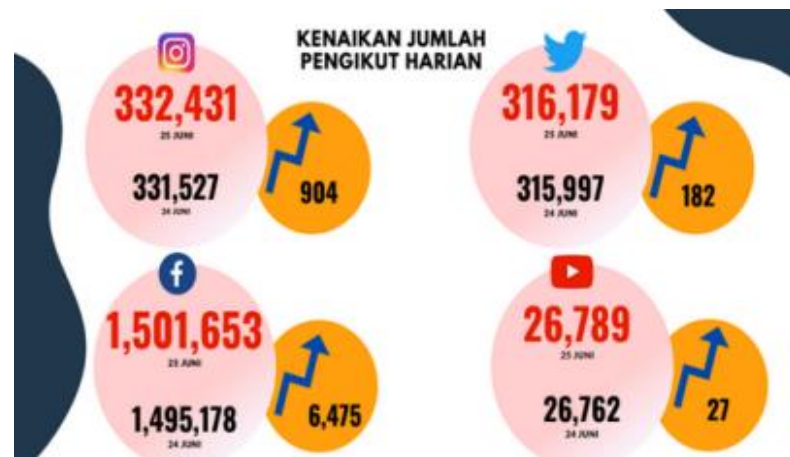 KENAIKAN JUMLAH
PENGIKUT HARIAN
332,431
25 JUNI
331,527
24 JUNI
904
316,179
25 JUNI
315,997
24 JUNI
182
1,501,653
25 JUNI
1,495,178
24 JUNI
6,475
26,789
25 JUNI
26,762
24 JUNI
27